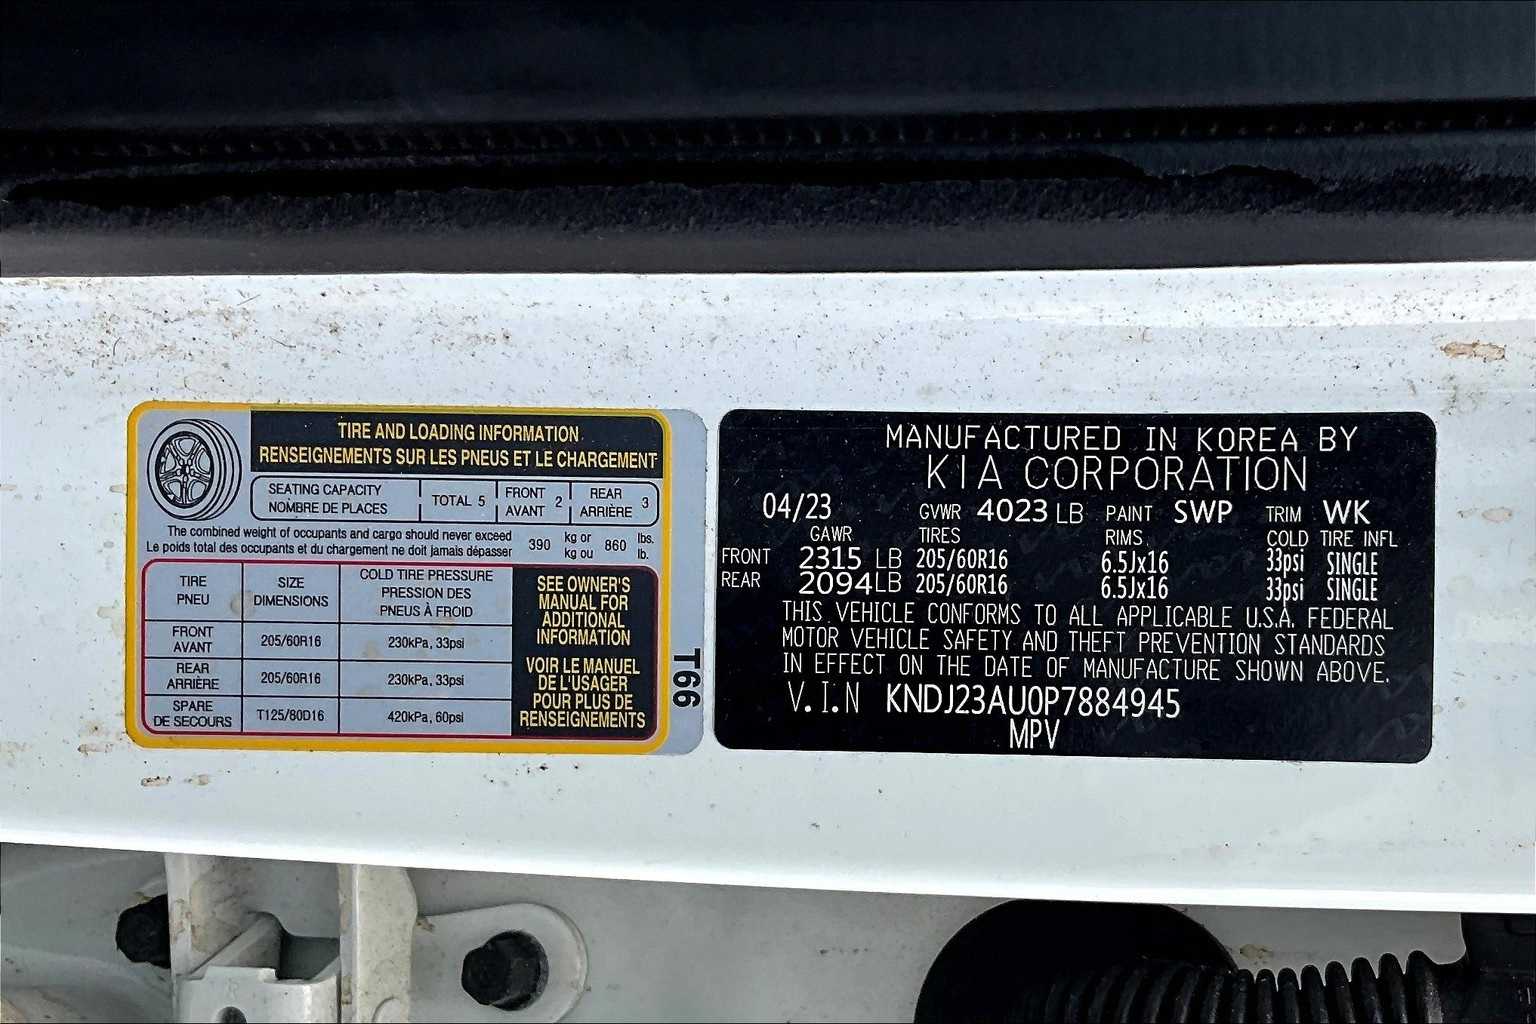 TIRE AND LOADING INFORMATION
RENSEIGNEMENTS SUR LES PNEUS ET LE CHARGEMENT
SEATING CAPACITY
NOMBRE DE PLACES
TOTAL 5
FRONT
AVANT
2
REAR
ARRIÈRE
3
The combined weight of occupants and cargo should never exceed
Le poids total des occupants et du chargement ne doit jamais dépasser
390
kg or
kg ou
860
lbs.
lb.
TIRE
PNEU
SIZE
DIMENSIONS
COLD TIRE PRESSURE
PRESSION DES
PNEUS À FROID
FRONT
AVANT
205/60R16
230kPa, 33psi
REAR
ARRIÈRE
205/60R16
230kPa, 33psi
SPARE
DE SECOURS
T125/80D16
420kPa, 60psi
SEE OWNER'S
MANUAL FOR
ADDITIONAL
INFORMATION
VOIR LE MANUEL
DE L'USAGER
POUR PLUS DE
RENSEIGNEMENTS
T66
MANUFACTURED IN KOREA BY
KIA CORPORATION
04/23 GVWR 4023 LB PAINT SWP TRIM WK
GAWR TIRES RIMS COLD TIRE INFL
FRONT 2315 LB 205/60R16 6.5Jx16 33psi SINGLE
REAR 2094 LB 205/60R16 6.5Jx16 33psi SINGLE
THIS VEHICLE CONFORMS TO ALL APPLICABLE U.S.A. FEDERAL
MOTOR VEHICLE SAFETY AND THEFT PREVENTION STANDARDS
IN EFFECT ON THE DATE OF MANUFACTURE SHOWN ABOVE.
V.I.N KNDJ23AU0P7884945
MPV